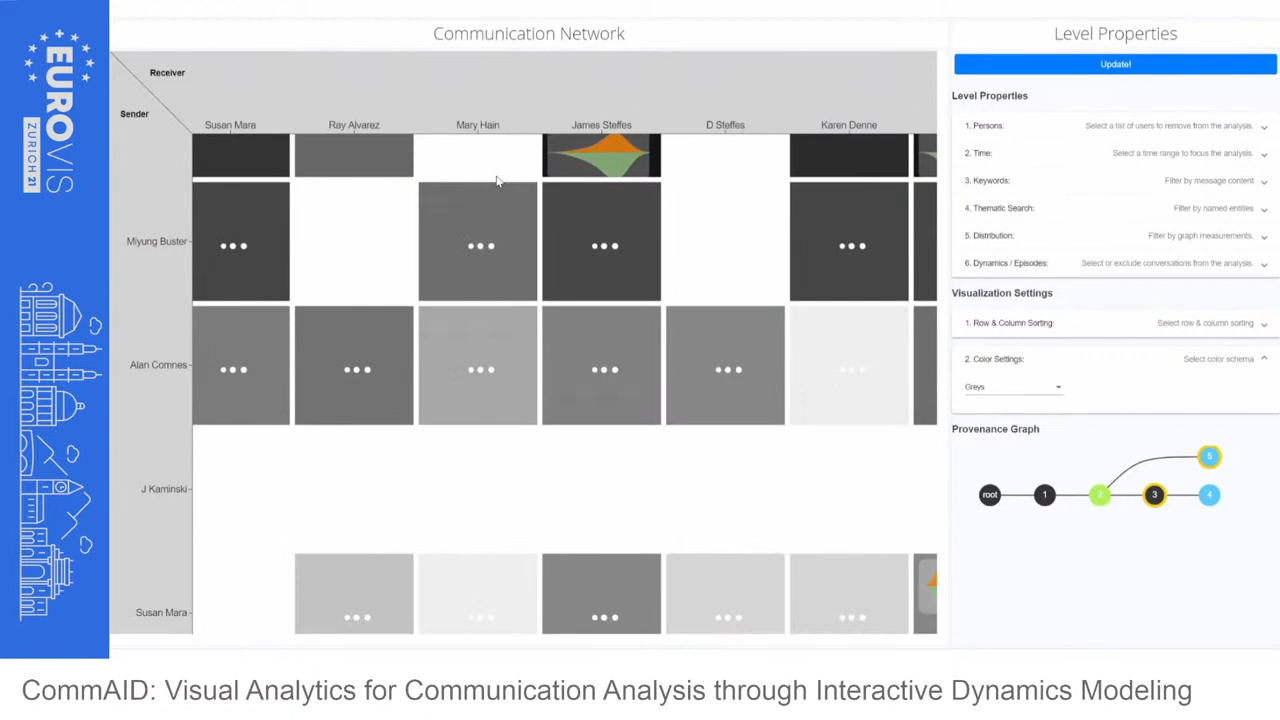 EUROVIS
ZURICH 21
Communication Network
Receiver
Sender
Susan Mara
Ray Alvarez
Mary Hain
James Steffes
D Steffes
Karen Denne
Miyung Buster
Alan Comnes
J Kaminski
Susan Mara
Level Properties
Update!
Level Properties
1. Persons: Select a list of users to remove from the analysis.
2. Time: Select a time range to focus the analysis.
3. Keywords: Filter by message content
4. Thematic Search: Filter by named entities
5. Distribution: Filter by graph measurements.
6. Dynamics / Episodes: Select or exclude conversations from the analysis.
Visualization Settings
1. Row & Column Sorting: Select row & column sorting
2. Color Settings: Select color schema
Greys
Provenance Graph
5
root 1 2 3 4
CommAID: Visual Analytics for Communication Analysis through Interactive Dynamics Modeling